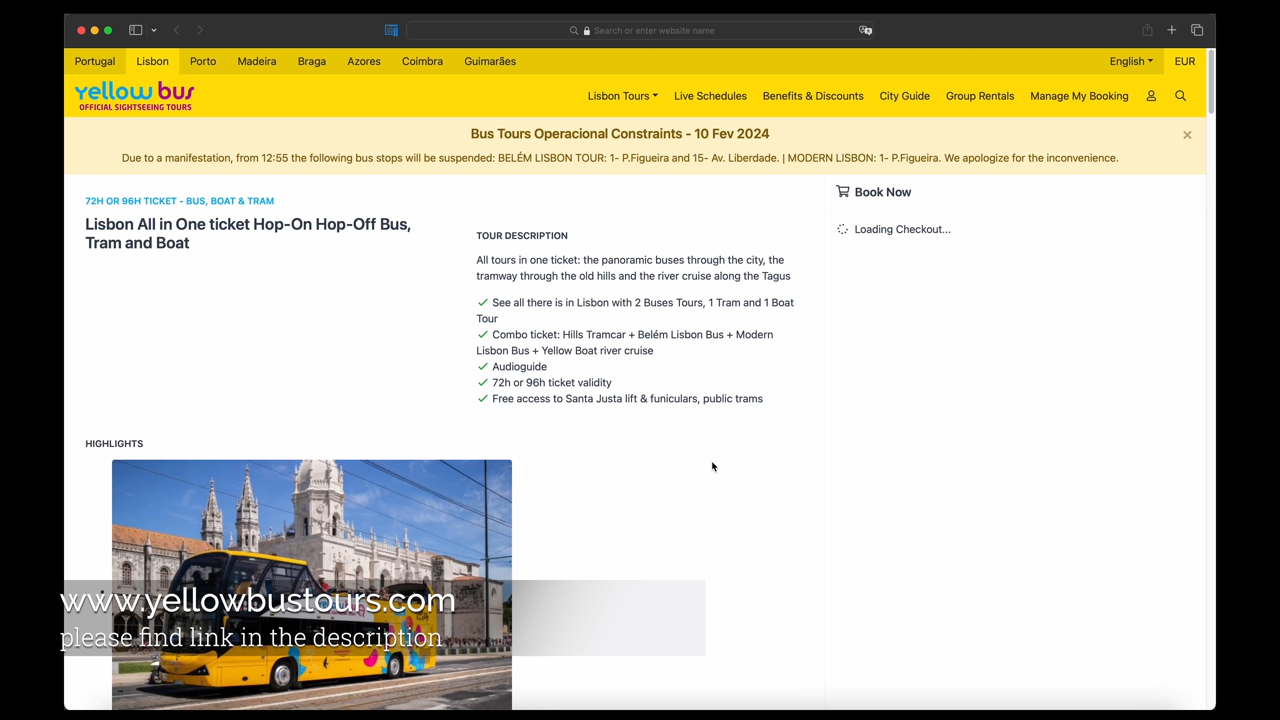 Search or enter website name
Portugal Lisbon Porto Madeira Braga Azores Coimbra Guimarães English EUR
yellow bus
OFFICIAL SIGHTSEEING TOURS
Lisbon Tours Live Schedules Benefits & Discounts City Guide Group Rentals Manage My Booking
Bus Tours Operacional Constraints - 10 Fev 2024
Due to a manifestation, from 12:55 the following bus stops will be suspended: BELÉM LISBON TOUR: 1- P.Figueira and 15- Av. Liberdade. | MODERN LISBON: 1- P.Figueira. We apologize for the inconvenience.
72H OR 96H TICKET - BUS, BOAT & TRAM
Lisbon All in One ticket Hop-On Hop-Off Bus,
Tram and Boat
TOUR DESCRIPTION
All tours in one ticket: the panoramic buses through the city, the
tramway through the old hills and the river cruise along the Tagus
See all there is in Lisbon with 2 Buses Tours, 1 Tram and 1 Boat
Tour
Combo ticket: Hills Tramcar + Belém Lisbon Bus + Modern
Lisbon Bus + Yellow Boat river cruise
Audioguide
72h or 96h ticket validity
Free access to Santa Justa lift & funiculars, public trams
Book Now
Loading Checkout...
HIGHLIGHTS
www.yellowbustours.com
please find link in the description